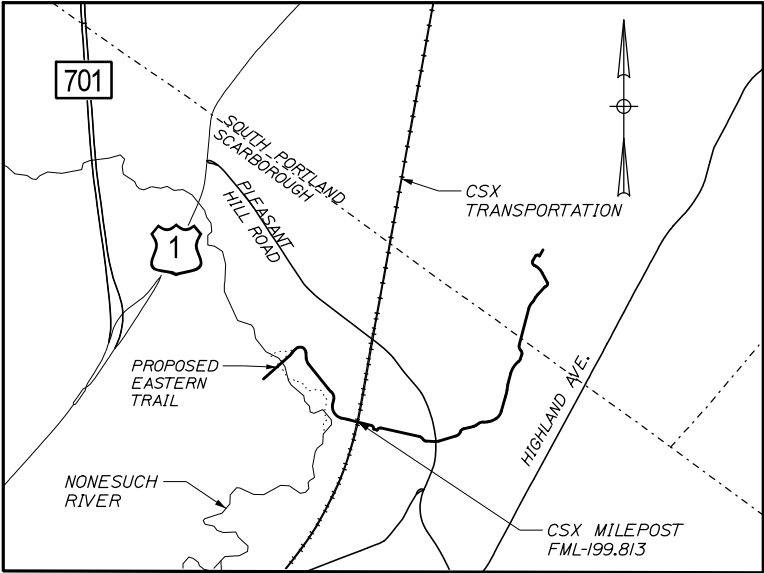 701
SOUTH PORTLAND
SCARBOROUGH
PLEASANT
HILL ROAD
CSX
TRANSPORTATION
1
PROPOSED
EASTERN
TRAIL
HIGHLAND AVE.
NONESUCH
RIVER
CSX MILEPOST
FML-199.813